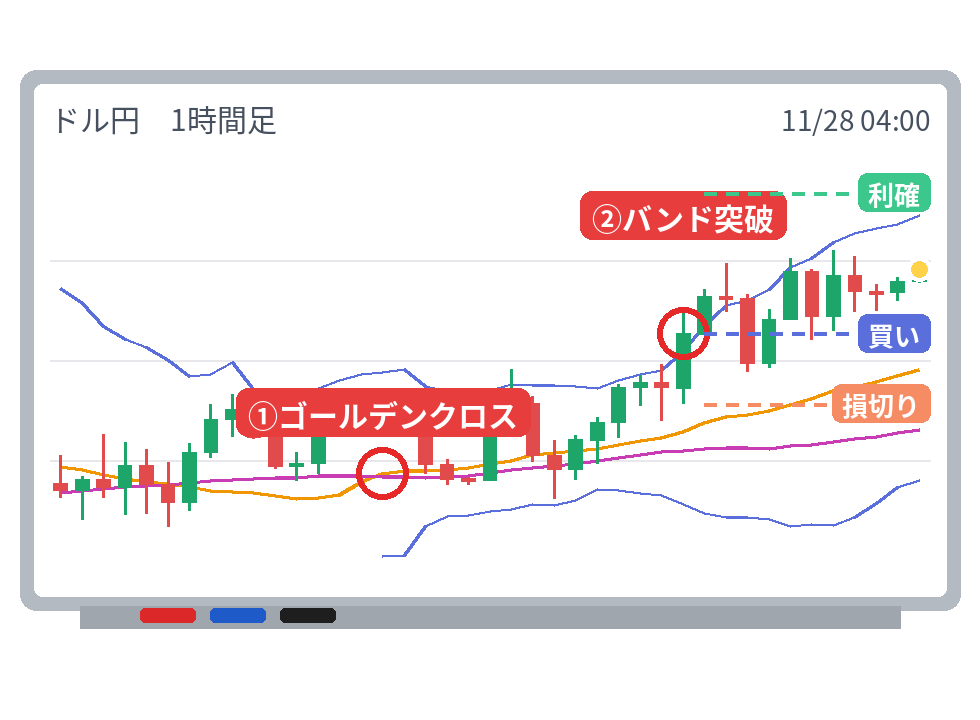 ドル円　1時間足
11/28 04:00
利確
②バンド突破
買い
損切り
①ゴールデンクロス